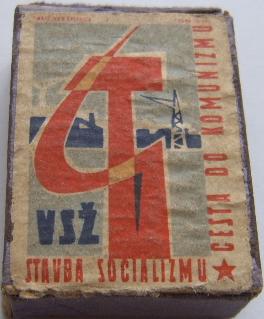 VSŽ
STAVBA SOCIALIZMU
CESTA DO KOMUNIZMU